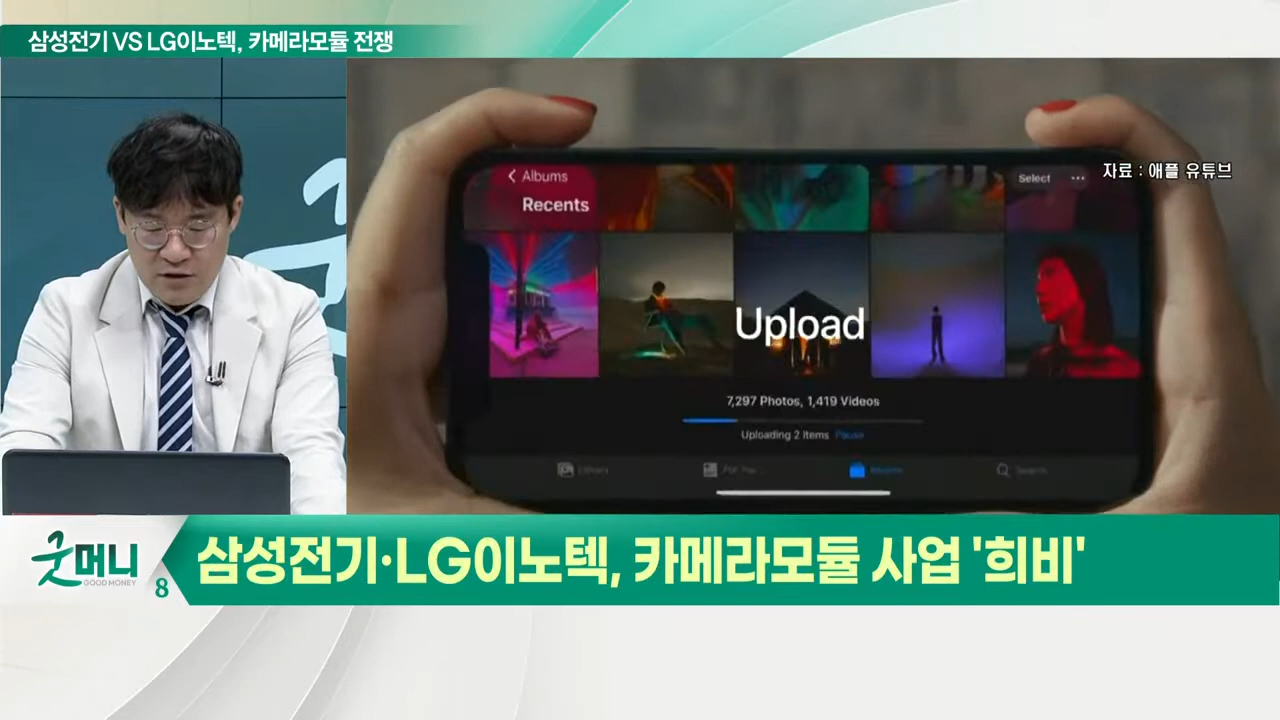 삼성전기 VS LG이노텍, 카메라모듈 전쟁
자료 : 애플 유튜브
Albums
Select
Recents
Upload
7,297 Photos, 1,419 Videos
Uploading 2 Items Pause
Search
삼성전기·LG이노텍, 카메라모듈 사업 '희비'
굿머니
GOOD MONEY
8